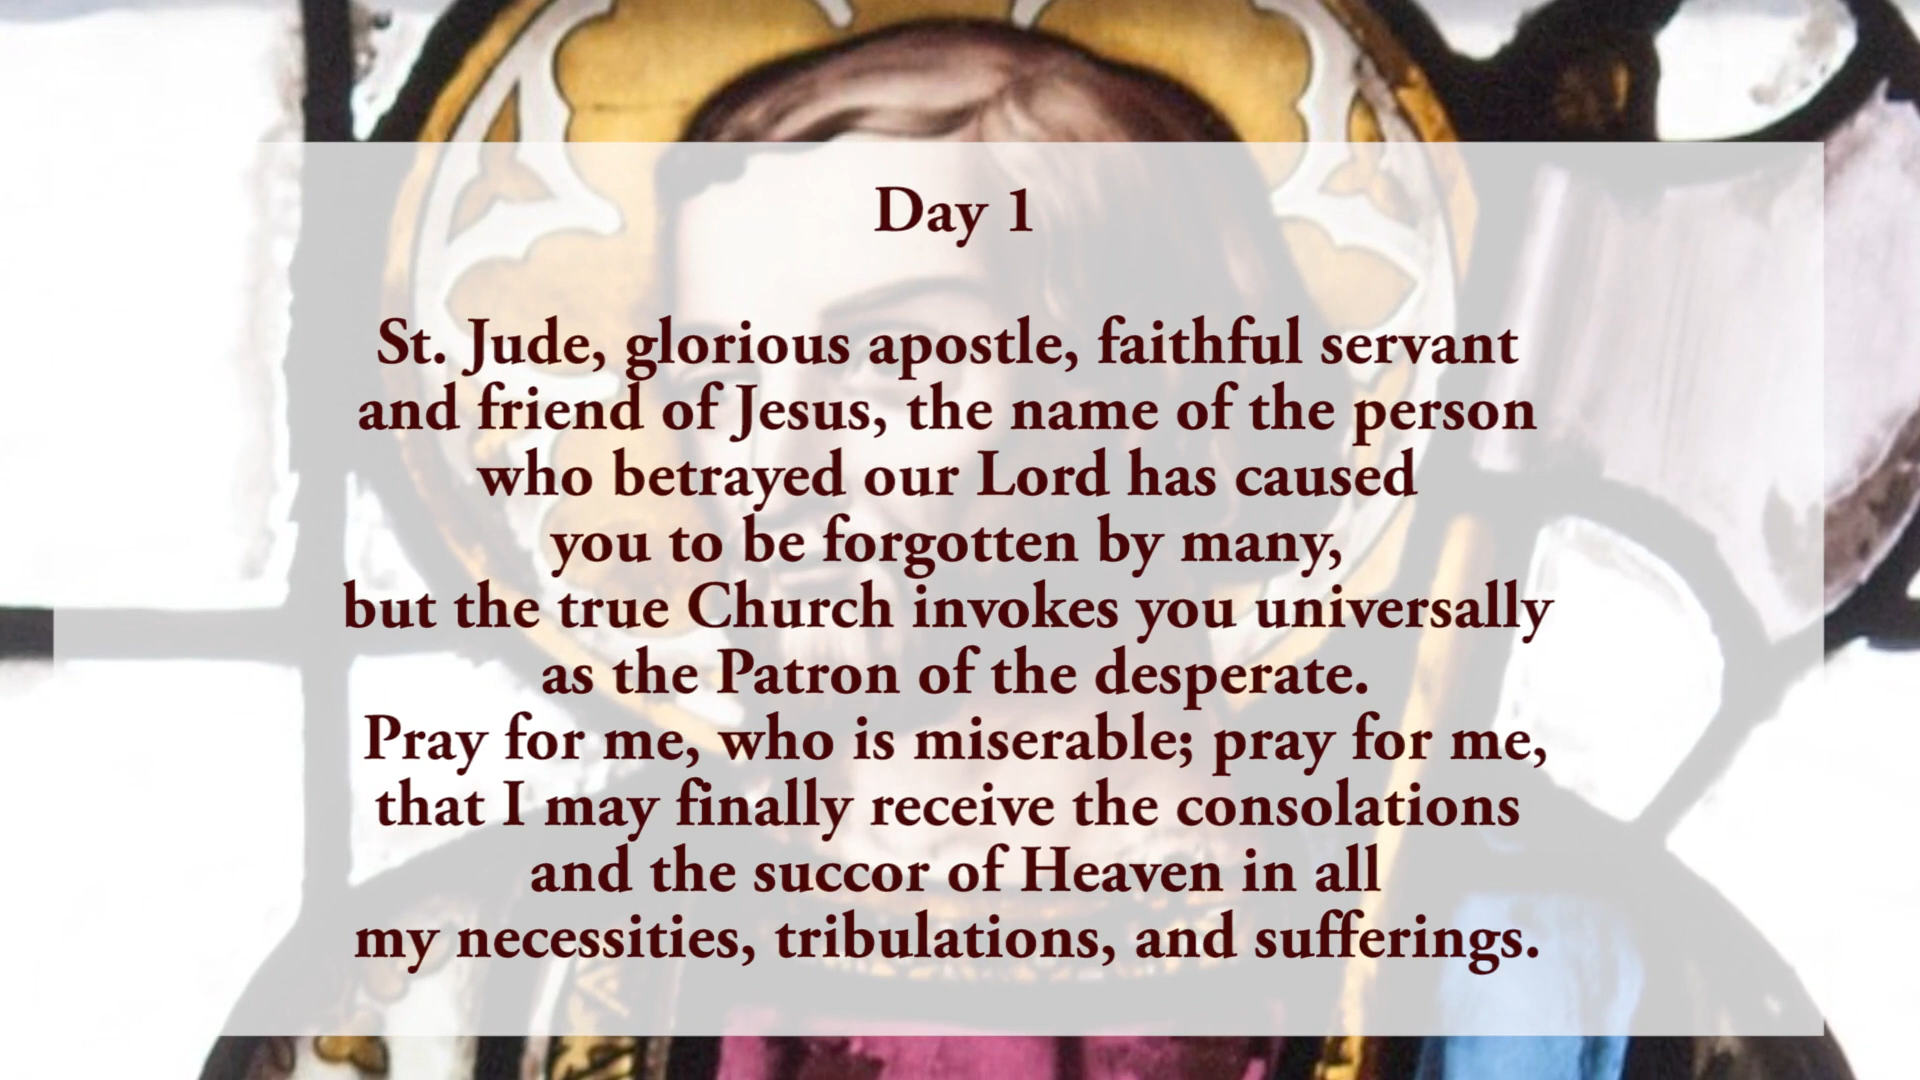 Day 1
St. Jude, glorious apostle, faithful servant
and friend of Jesus, the name of the person
who betrayed our Lord has caused
you to be forgotten by many,
but the true Church invokes you universally
as the Patron of the desperate.
Pray for me, who is miserable; pray for me,
that I may finally receive the consolations
and the succor of Heaven in all
my necessities, tribulations, and sufferings.